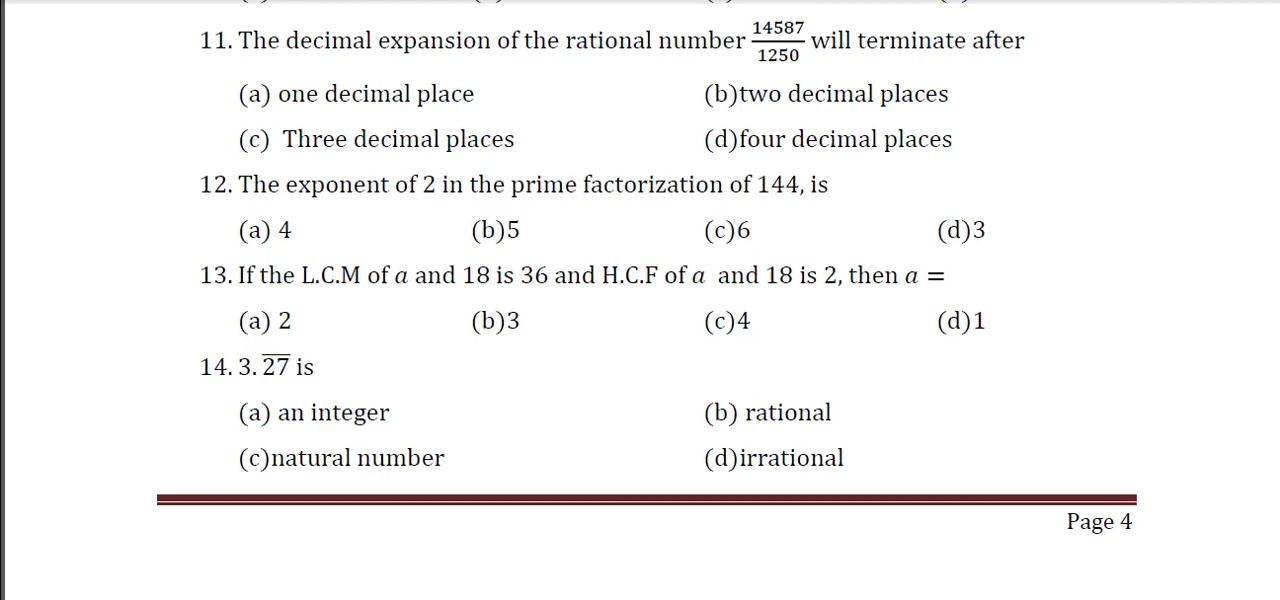 11. The decimal expansion of the rational number 14587/1250 will terminate after
(a) one decimal place (b)two decimal places
(c) Three decimal places (d)four decimal places
12. The exponent of 2 in the prime factorization of 144, is
(a) 4 (b)5 (c)6 (d)3
13. If the L.C.M of a and 18 is 36 and H.C.F of a and 18 is 2, then a =
(a) 2 (b)3 (c)4 (d)1
14. 3. 2̅7̅ is
(a) an integer (b) rational
(c)natural number (d)irrational
Page 4